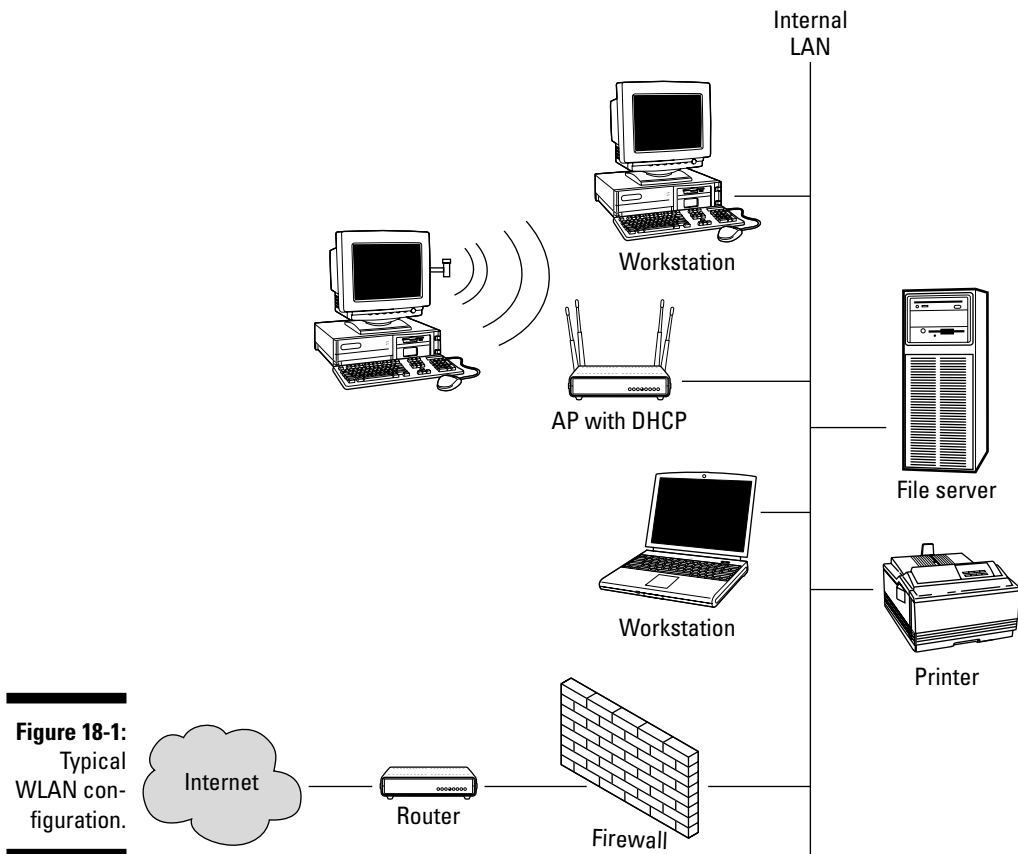 Internal
LAN
Workstation
AP with DHCP
File server
Workstation
Printer
Figure 18-1:
Typical
WLAN con-
figuration.
Internet
Router
Firewall